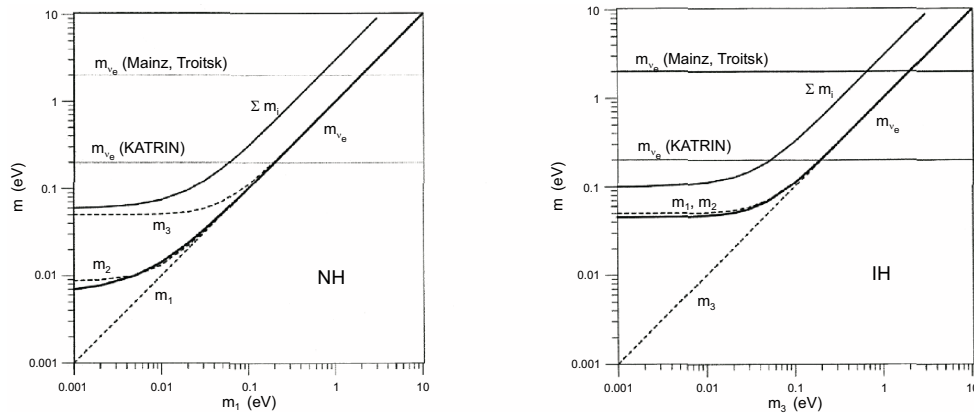 10
m_νe (Mainz, Troitsk)
Σ m_i
1
m_νe
m (eV)
m_νe (KATRIN)
0.1
m_3
m_2
0.01
m_1
NH
0.001
0.001 0.01 0.1 1 10
m_1 (eV)
10
m_νe (Mainz, Troitsk)
Σ m_i
1
m_νe
m (eV)
m_νe (KATRIN)
0.1
m_1, m_2
0.01
m_3
IH
0.001
0.001 0.01 0.1 1 10
m_3 (eV)